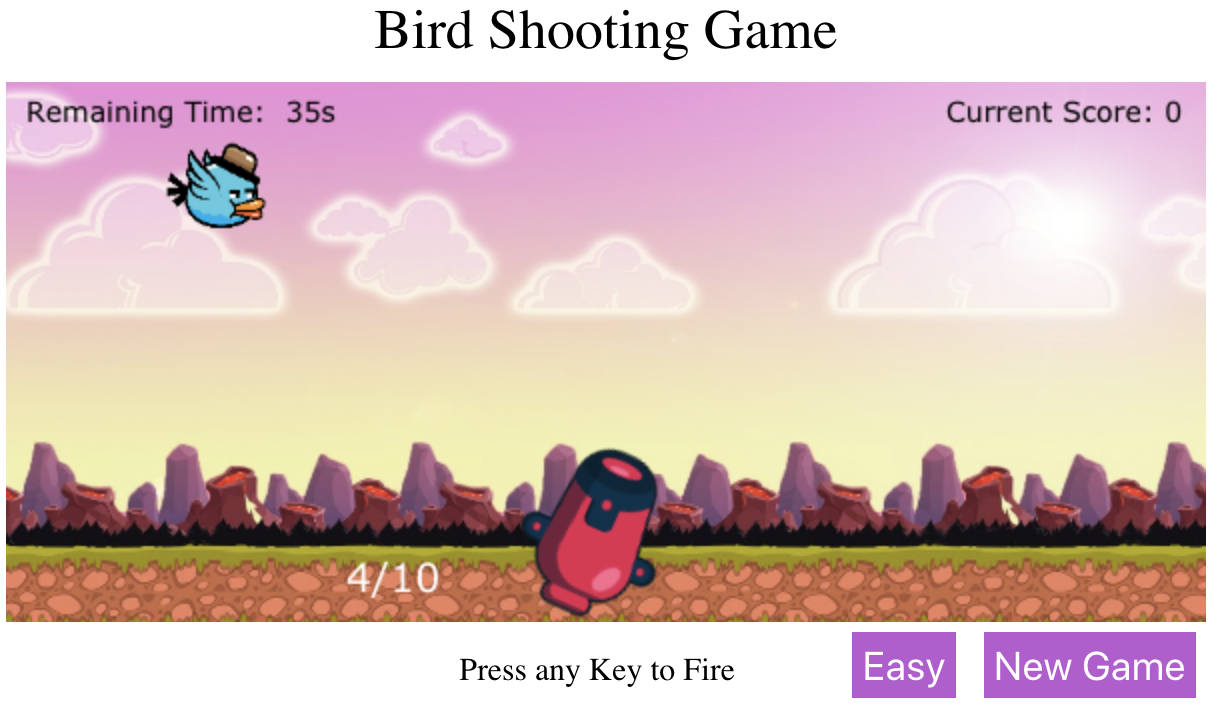 Bird Shooting Game
Remaining Time: 35s
Current Score: 0
4/10
Press any Key to Fire
Easy
New Game